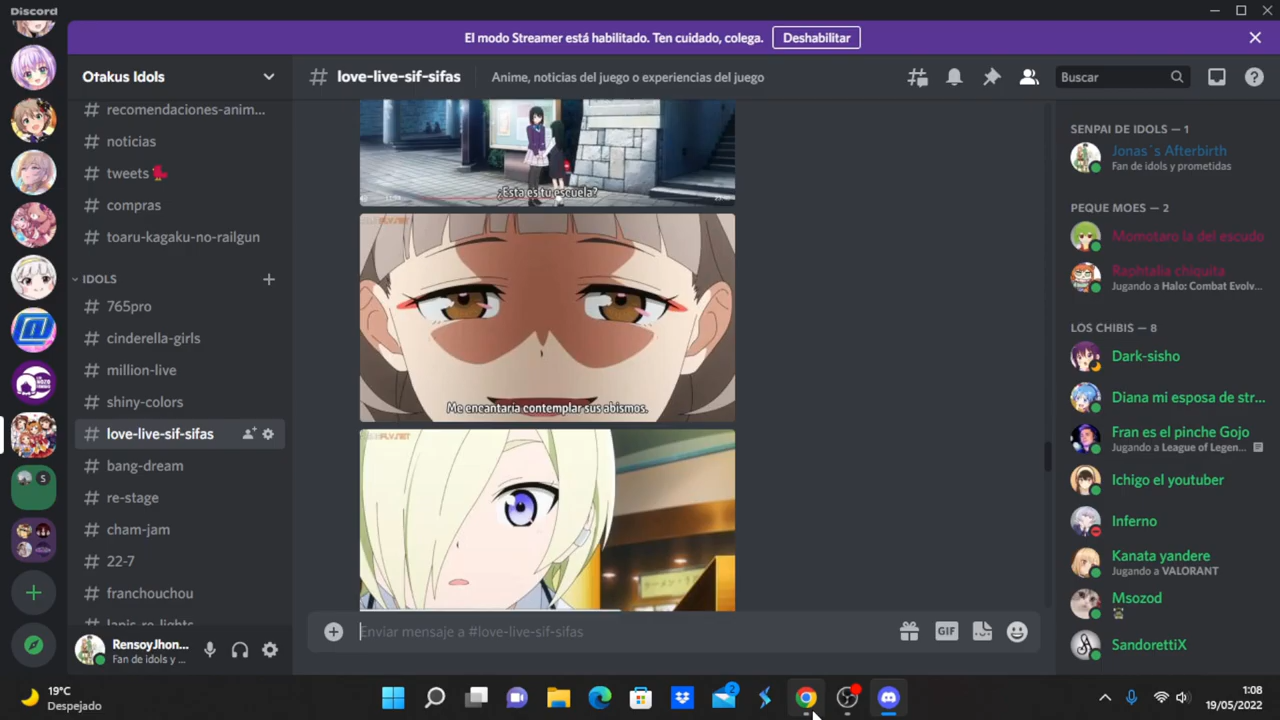 Discord
El modo Streamer está habilitado. Ten cuidado, colega.
Deshabilitar
Otakus Idols
love-live-sif-sifas
Anime, noticias del juego o experiencias del juego
Buscar
recomendaciones-anim...
noticias
tweets
compras
toaru-kagaku-no-railgun
IDOLS
765pro
cinderella-girls
million-live
shiny-colors
love-live-sif-sifas
bang-dream
re-stage
cham-jam
22-7
franchouchou
lapis-re-lights
RensoyJhon...
Fan de idols y ...
¿Esta es tu escuela?
Me encantaría contemplar sus abismos.
S
Enviar mensaje a #love-live-sif-sifas
GIF
SENPAI DE IDOLS — 1
Jonas´s Afterbirth
Fan de idols y prometidas
PEQUE MOES — 2
Momotaro la del escudo
Raphtalia chiquita
Jugando a Halo: Combat Evolv...
LOS CHIBIS — 8
Dark-sisho
Diana mi esposa de str...
Fran es el pinche Gojo
Jugando a League of Legen...
Ichigo el youtuber
Inferno
Kanata yandere
Jugando a VALORANT
Msozod
SandorettiX
19°C
Despejado
2
1:08
19/05/2022